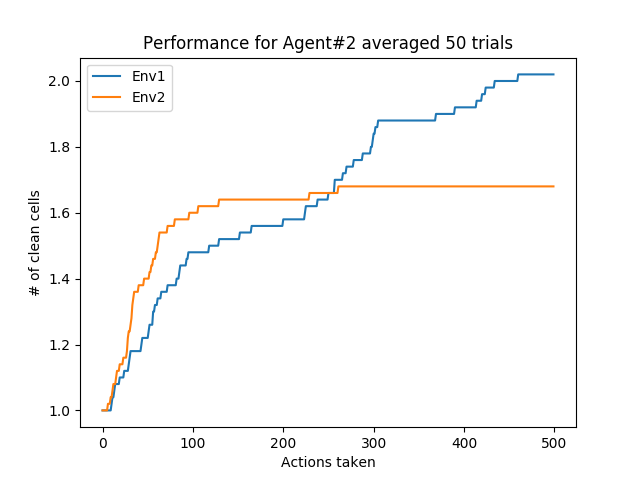 Performance for Agent#2 averaged 50 trials
Env1
Env2
# of clean cells
2.0
1.8
1.6
1.4
1.2
1.0
0 100 200 300 400 500
Actions taken